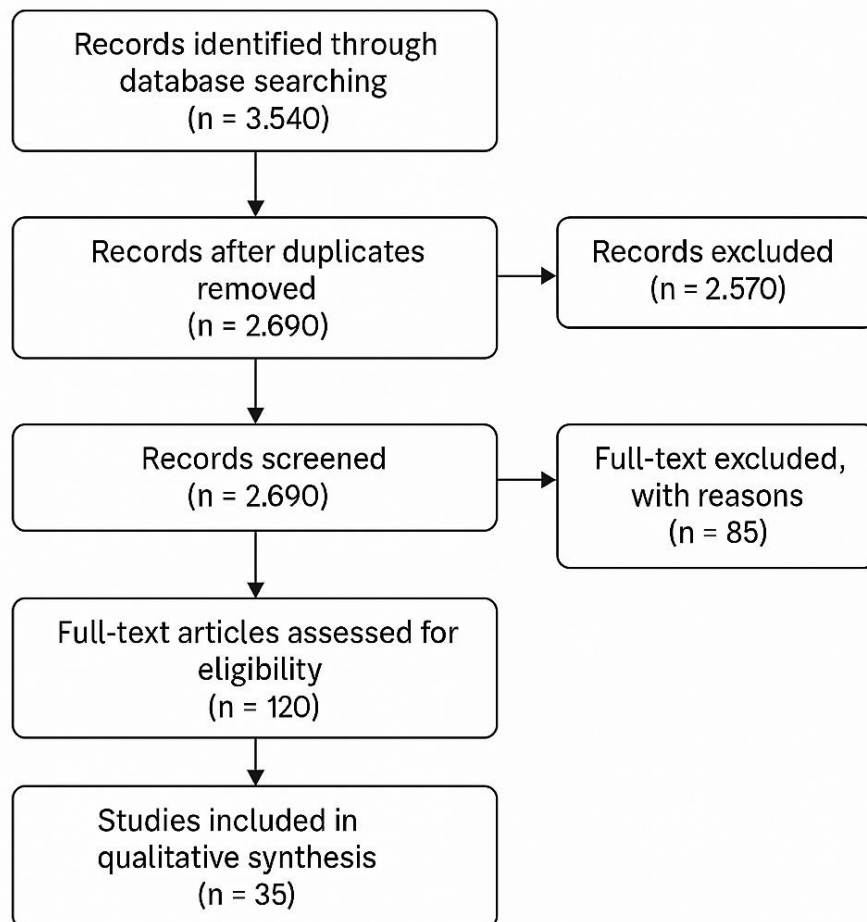 Records identified through
database searching
(n = 3.540)
Records after duplicates
removed
(n = 2.690)
Records excluded
(n = 2.570)
Records screened
(n = 2.690)
Full-text excluded,
with reasons
(n = 85)
Full-text articles assessed for
eligibility
(n = 120)
Studies included in
qualitative synthesis
(n = 35)